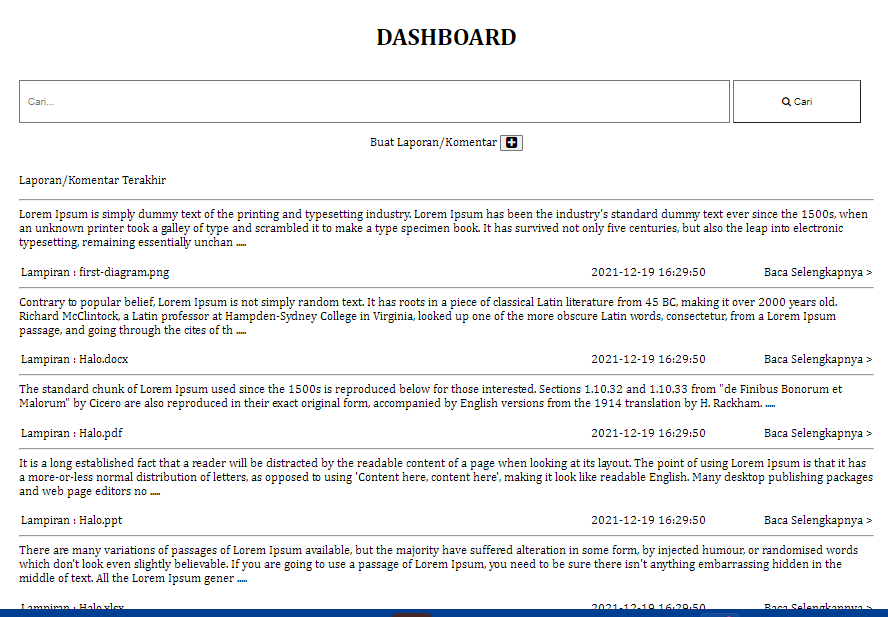 DASHBOARD
Cari...
Cari
Buat Laporan/Komentar
Laporan/Komentar Terakhir
Lorem Ipsum is simply dummy text of the printing and typesetting industry. Lorem Ipsum has been the industry's standard dummy text ever since the 1500s, when
an unknown printer took a galley of type and scrambled it to make a type specimen book. It has survived not only five centuries, but also the leap into electronic
typesetting, remaining essentially unchan .....
Lampiran : first-diagram.png 2021-12-19 16:29:50 Baca Selengkapnya >
Contrary to popular belief, Lorem Ipsum is not simply random text. It has roots in a piece of classical Latin literature from 45 BC, making it over 2000 years old.
Richard McClintock, a Latin professor at Hampden-Sydney College in Virginia, looked up one of the more obscure Latin words, consectetur, from a Lorem Ipsum
passage, and going through the cites of th .....
Lampiran : Halo.docx 2021-12-19 16:29:50 Baca Selengkapnya >
The standard chunk of Lorem Ipsum used since the 1500s is reproduced below for those interested. Sections 1.10.32 and 1.10.33 from "de Finibus Bonorum et
Malorum" by Cicero are also reproduced in their exact original form, accompanied by English versions from the 1914 translation by H. Rackham. .....
Lampiran : Halo.pdf 2021-12-19 16:29:50 Baca Selengkapnya >
It is a long established fact that a reader will be distracted by the readable content of a page when looking at its layout. The point of using Lorem Ipsum is that it has
a more-or-less normal distribution of letters, as opposed to using 'Content here, content here', making it look like readable English. Many desktop publishing packages
and web page editors no .....
Lampiran : Halo.ppt 2021-12-19 16:29:50 Baca Selengkapnya >
There are many variations of passages of Lorem Ipsum available, but the majority have suffered alteration in some form, by injected humour, or randomised words
which don't look even slightly believable. If you are going to use a passage of Lorem Ipsum, you need to be sure there isn't anything embarrassing hidden in the
middle of text. All the Lorem Ipsum gener .....
Lampiran : Halo.xlsx 2021-12-19 16:29:50 Baca Selengkapnya >